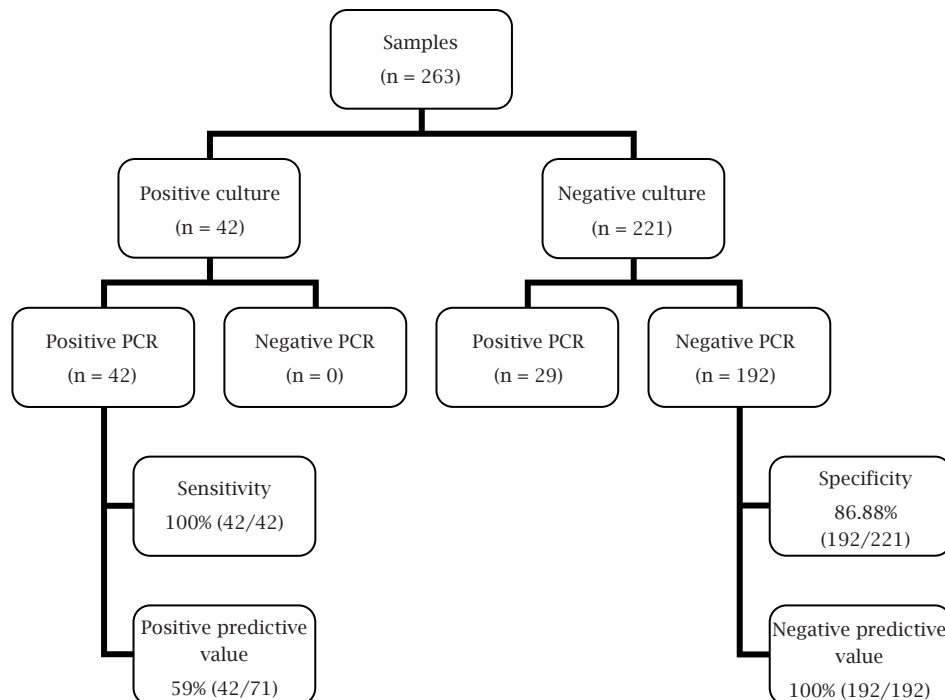 Samples
(n = 263)
Positive culture
(n = 42)
Negative culture
(n = 221)
Positive PCR
(n = 42)
Negative PCR
(n = 0)
Positive PCR
(n = 29)
Negative PCR
(n = 192)
Sensitivity
100% (42/42)
Specificity
86.88%
(192/221)
Positive predictive
value
59% (42/71)
Negative predictive
value
100% (192/192)